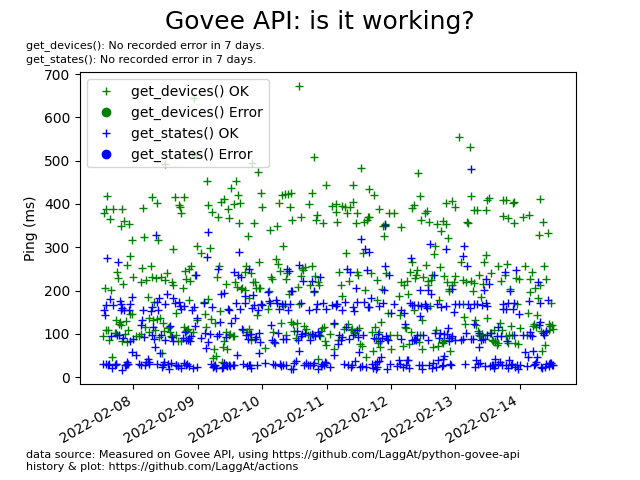 Govee API: is it working?
get_devices(): No recorded error in 7 days.
get_states(): No recorded error in 7 days.
700
600
500
400
300
200
100
0
Ping (ms)
get_devices() OK
get_devices() Error
get_states() OK
get_states() Error
2022-02-08
2022-02-09
2022-02-10
2022-02-11
2022-02-12
2022-02-13
2022-02-14
data source: Measured on Govee API, using https://github.com/LaggAt/python-govee-api
history & plot: https://github.com/LaggAt/actions